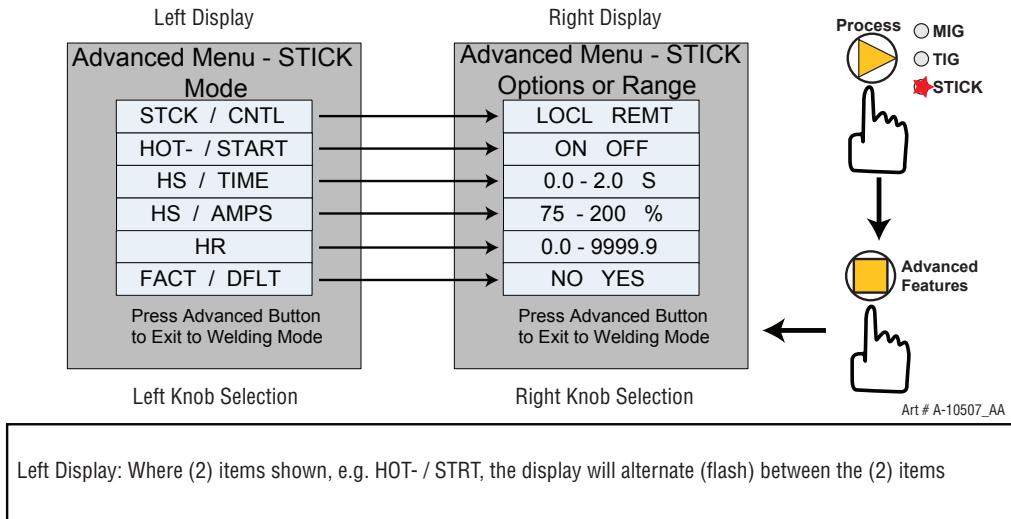 Left Display
Advanced Menu - STICK
Mode
STCK / CNTL
HOT- / START
HS / TIME
HS / AMPS
HR
FACT / DFLT
Press Advanced Button
to Exit to Welding Mode
Left Knob Selection
Right Display
Advanced Menu - STICK
Options or Range
LOCL REMT
ON OFF
0.0 - 2.0 S
75 - 200 %
0.0 - 9999.9
NO YES
Press Advanced Button
to Exit to Welding Mode
Right Knob Selection
Process
MIG
TIG
STICK
Advanced
Features
Art # A-10507_AA
Left Display: Where (2) items shown, e.g. HOT- / STRT, the display will alternate (flash) between the (2) items